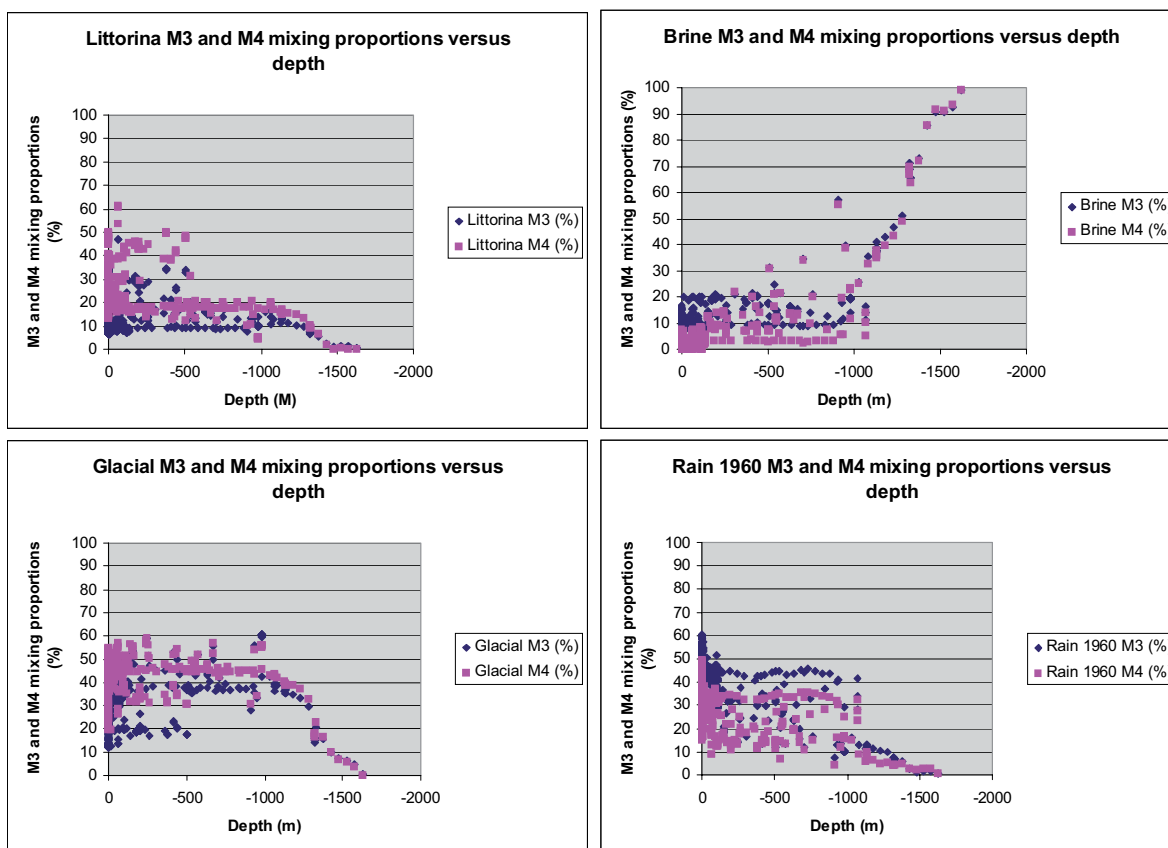 Littorina M3 and M4 mixing proportions versus
depth
M3 and M4 mixing proportions
(%)
100
90
80
70
60
50
40
30
20
10
0
0 -500 -1000 -1500 -2000
Depth (M)
Littorina M3 (%)
Littorina M4 (%)
Brine M3 and M4 mixing proportions versus depth
M3 and M4 mixing proportions (%)
100
90
80
70
60
50
40
30
20
10
0
0 -500 -1000 -1500 -2000
Depth (m)
Brine M3 (%
Brine M4 (%
Glacial M3 and M4 mixing proportions versus
depth
M3 and M4 mixing proportions
(%)
100
90
80
70
60
50
40
30
20
10
0
0 -500 -1000 -1500 -2000
Depth (m)
Glacial M3 (%)
Glacial M4 (%)
Rain 1960 M3 and M4 mixing proportions versus
depth
M3 and M4 mixing proportions
(%)
100
90
80
70
60
50
40
30
20
10
0
0 -500 -1000 -1500 -2000
Depth (m)
Rain 1960 M3 (%
Rain 1960 M4 (%